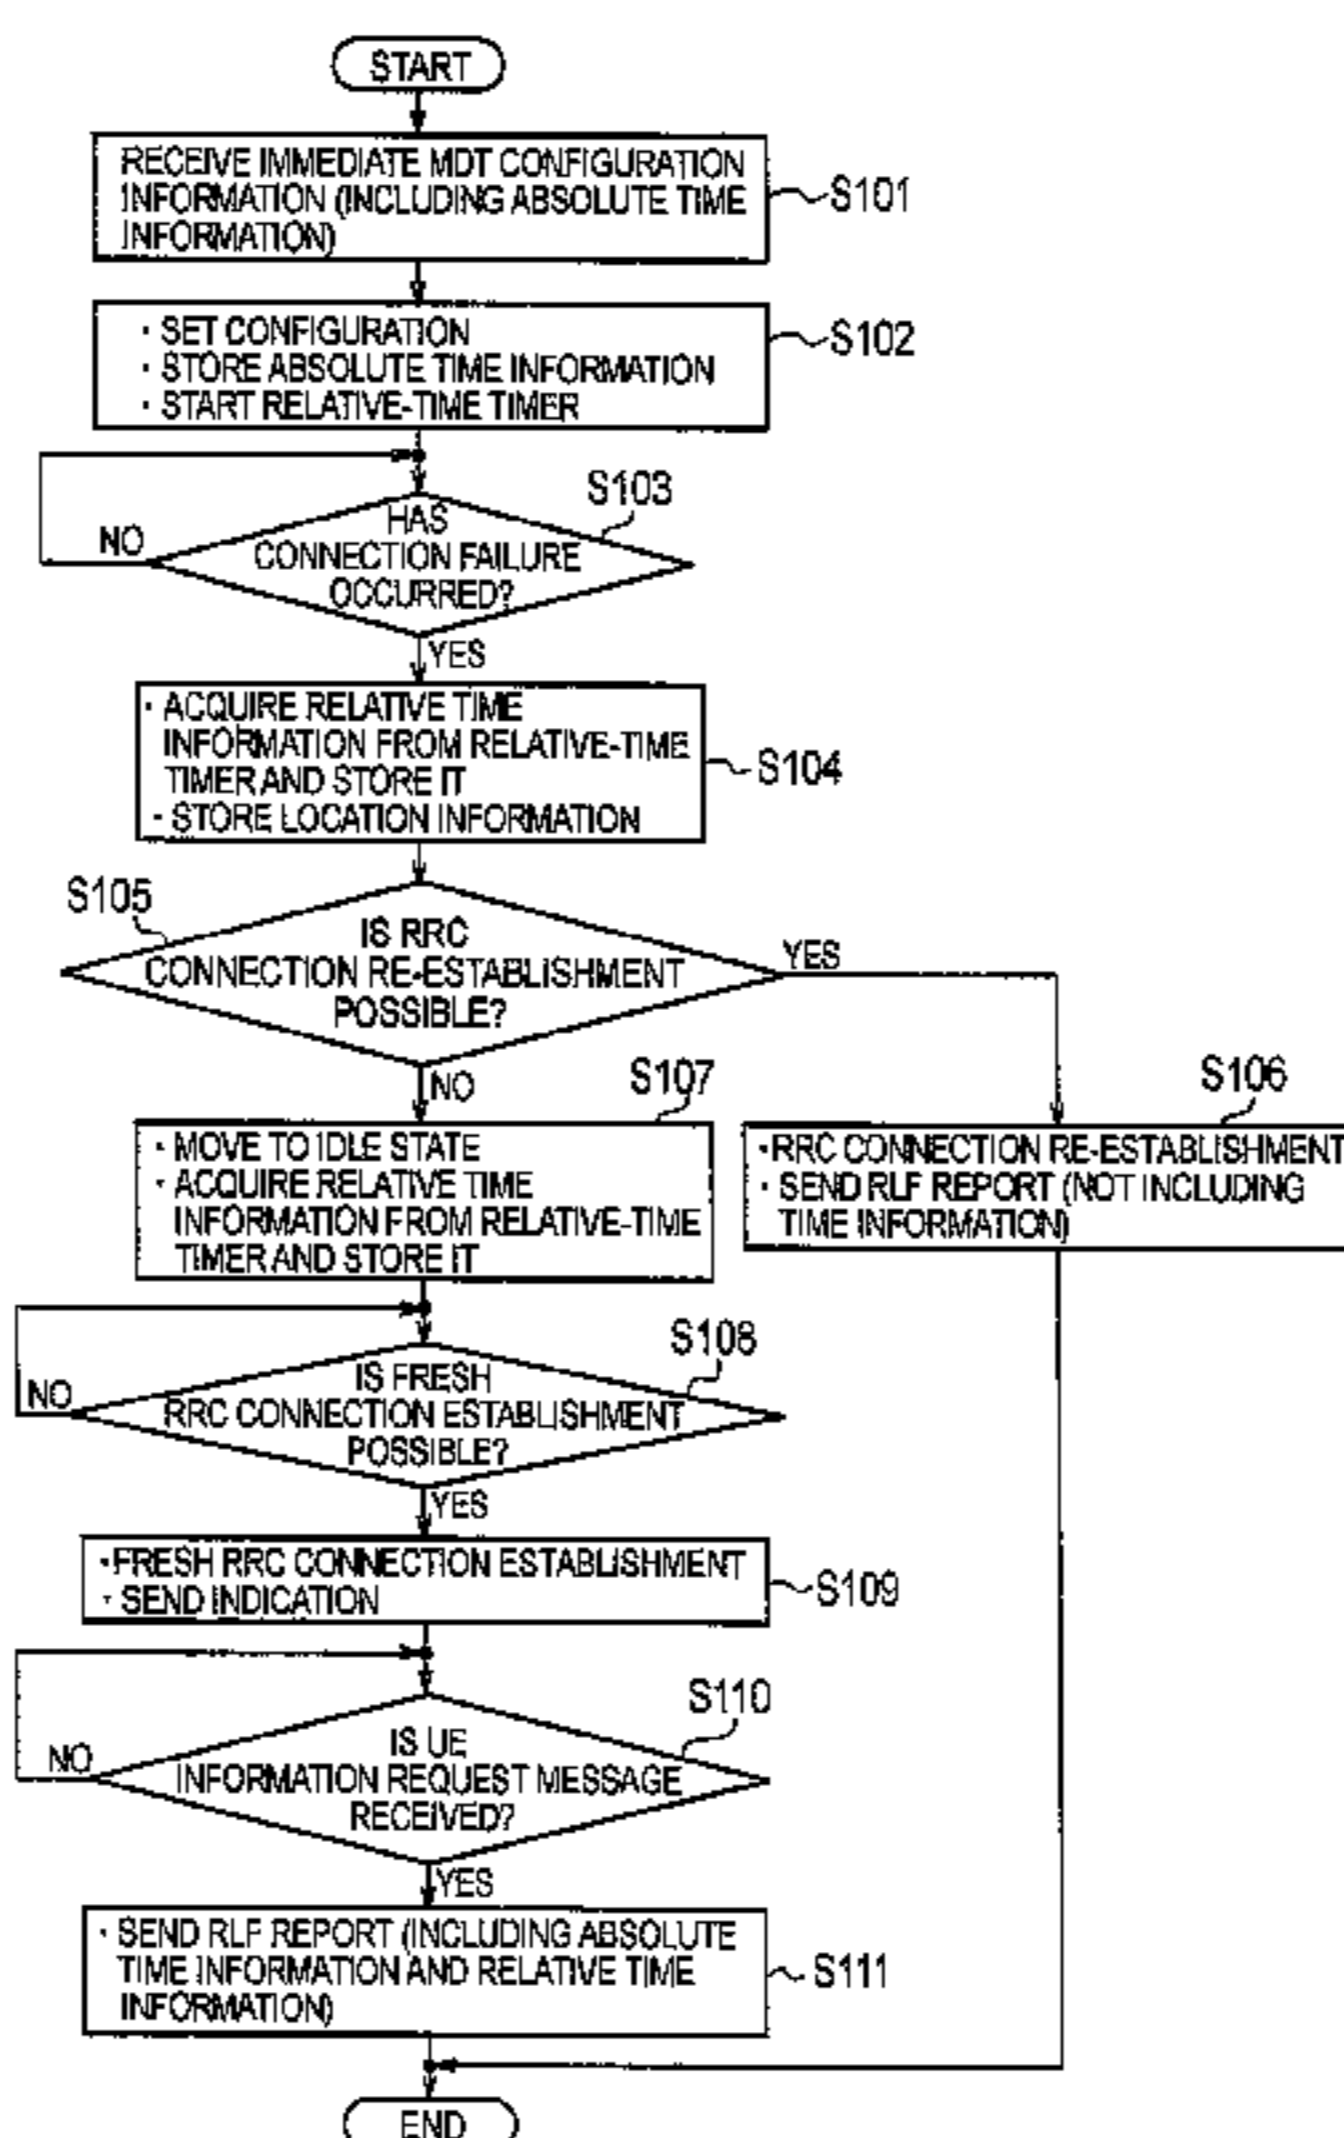 START
RECEIVE IMMEDIATE MDT CONFIGURATION
INFORMATION (INCLUDING ABSOLUTE TIME
INFORMATION)
S101
· SET CONFIGURATION
· STORE ABSOLUTE TIME INFORMATION
· START RELATIVE-TIME TIMER
S102
S103
HAS
CONNECTION FAILURE
OCCURRED?
NO
YES
· ACQUIRE RELATIVE TIME
INFORMATION FROM RELATIVE-TIME
TIMER AND STORE IT
· STORE LOCATION INFORMATION
S104
S105
IS RRC
CONNECTION RE-ESTABLISHMENT
POSSIBLE?
YES
NO
S107
· MOVE TO IDLE STATE
· ACQUIRE RELATIVE TIME
INFORMATION FROM RELATIVE-TIME
TIMER AND STORE IT
S106
· RRC CONNECTION RE-ESTABLISHMENT
· SEND RLF REPORT (NOT INCLUDING
TIME INFORMATION)
S108
IS FRESH
RRC CONNECTION ESTABLISHMENT
POSSIBLE?
NO
YES
· FRESH RRC CONNECTION ESTABLISHMENT
· SEND INDICATION
S109
S110
IS UE
INFORMATION REQUEST MESSAGE
RECEIVED?
NO
YES
· SEND RLF REPORT (INCLUDING ABSOLUTE
TIME INFORMATION AND RELATIVE TIME
INFORMATION)
S111
END